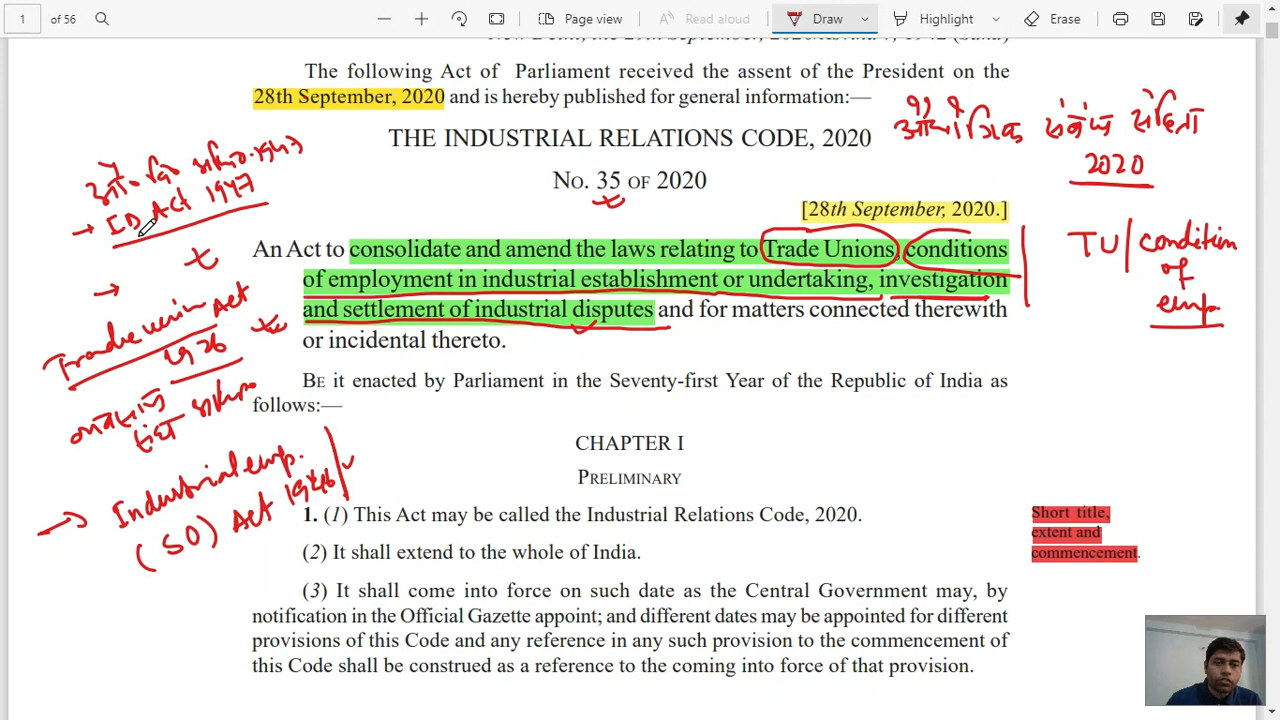 1 of 56
Page view
Read aloud
Draw
Highlight
Erase
The following Act of Parliament received the assent of the President on the
28th September, 2020 and is hereby published for general information:—
THE INDUSTRIAL RELATIONS CODE, 2020
No. 35 OF 2020
[28th September, 2020.]
An Act to consolidate and amend the laws relating to Trade Unions, conditions
of employment in industrial establishment or undertaking, investigation
and settlement of industrial disputes and for matters connected therewith
or incidental thereto.
BE it enacted by Parliament in the Seventy-first Year of the Republic of India as
follows:—
CHAPTER I
PRELIMINARY
1. (1) This Act may be called the Industrial Relations Code, 2020.
(2) It shall extend to the whole of India.
(3) It shall come into force on such date as the Central Government may, by
notification in the Official Gazette appoint; and different dates may be appointed for different
provisions of this Code and any reference in any such provision to the commencement of
this Code shall be construed as a reference to the coming into force of that provision.
Short title,
extent and
commencement.
संबंध संहिता
2020
TU/condition
of
emp.
ID Act 1947
Trade union Act
1926
Industrial emp.
(SO) Act 1946